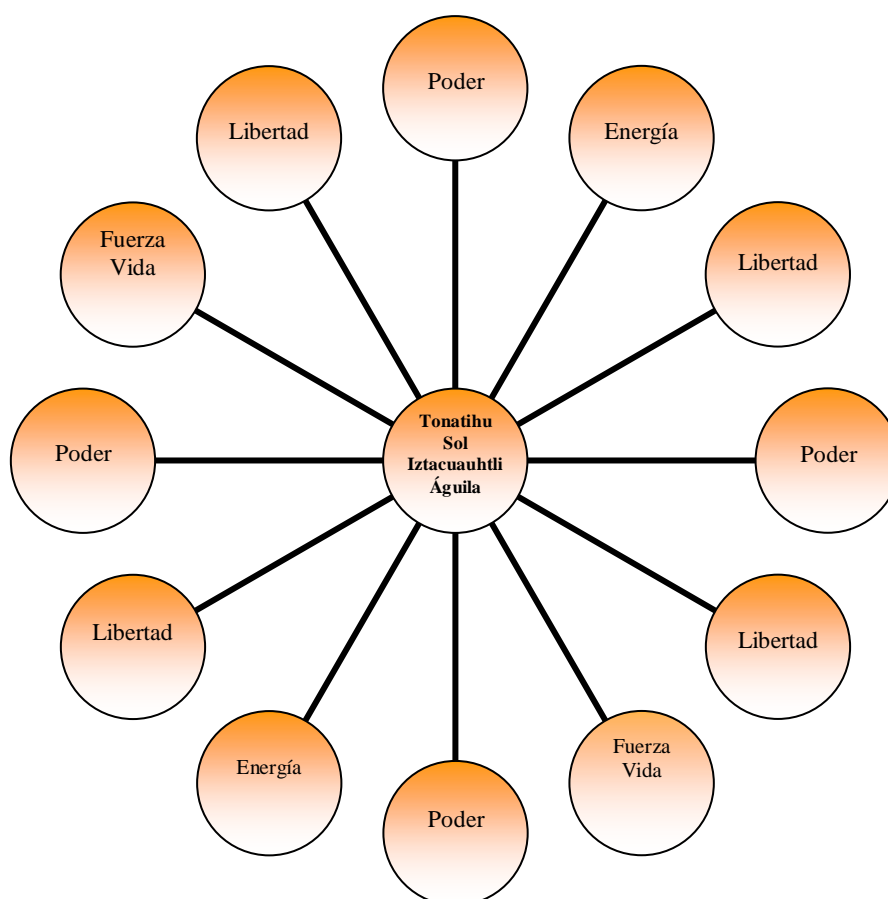 Poder
Energía
Libertad
Poder
Libertad
Fuerza
Vida
Poder
Energía
Libertad
Poder
Fuerza
Vida
Libertad
Tonatihu
Sol
Iztacuauhtli
Águila